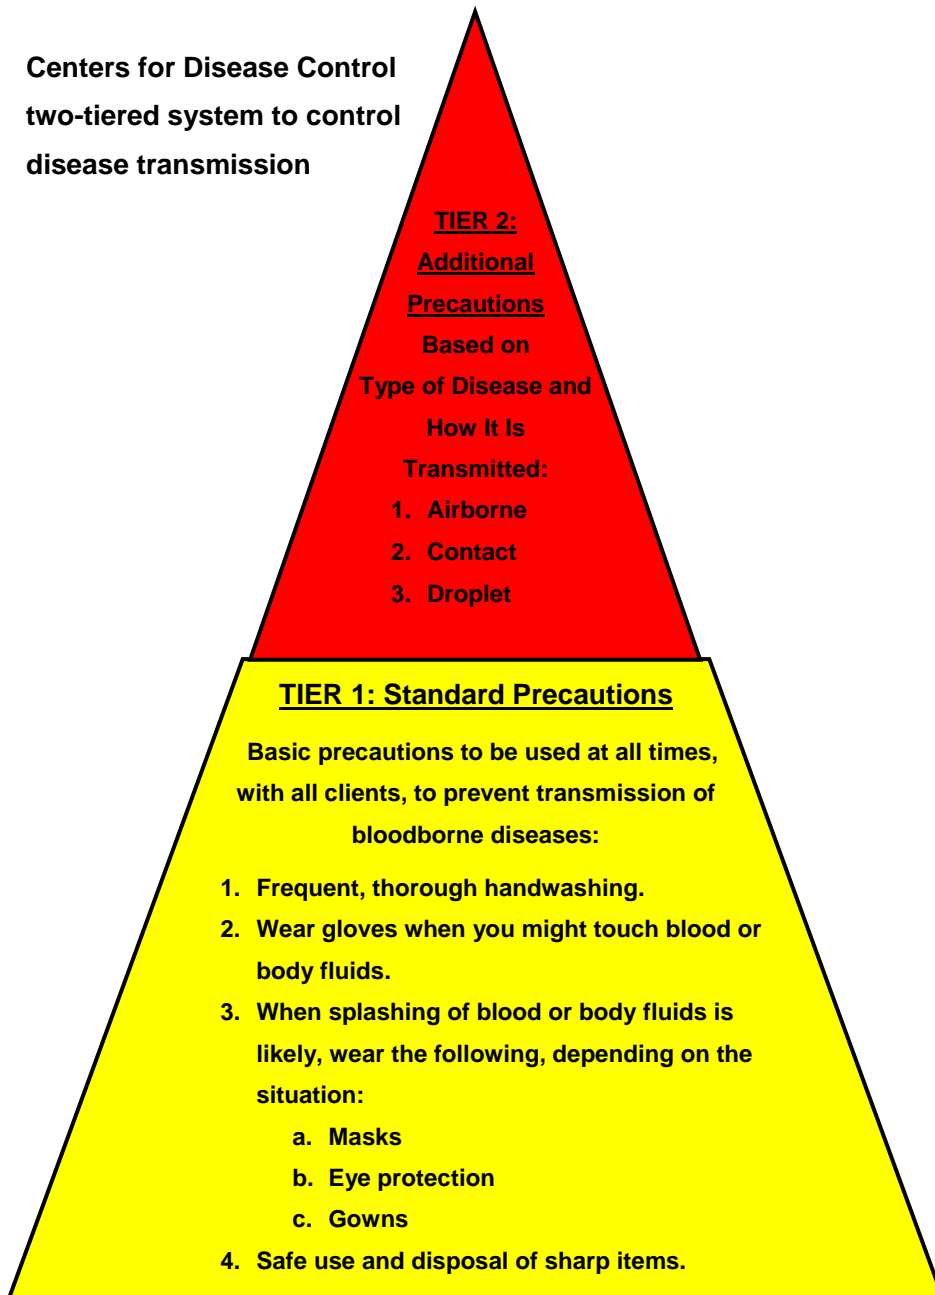 Centers for Disease Control
two-tiered system to control
disease transmission
TIER 2:
Additional
Precautions
Based on
Type of Disease and
How It Is
Transmitted:
1. Airborne
2. Contact
3. Droplet
TIER 1: Standard Precautions
Basic precautions to be used at all times,
with all clients, to prevent transmission of
bloodborne diseases:
1. Frequent, thorough handwashing.
2. Wear gloves when you might touch blood or
body fluids.
3. When splashing of blood or body fluids is
likely, wear the following, depending on the
situation:
a. Masks
b. Eye protection
c. Gowns
4. Safe use and disposal of sharp items.